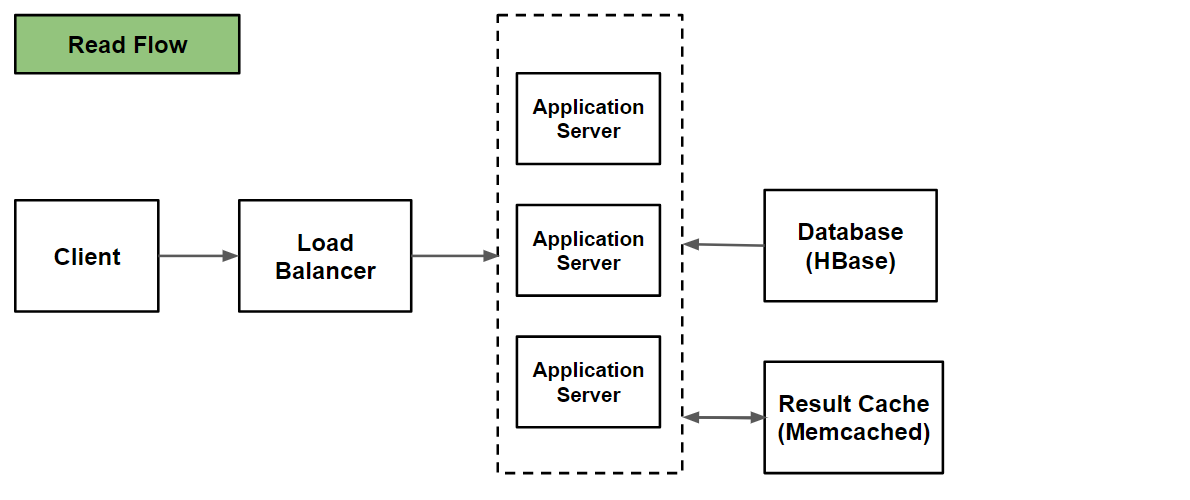 Read Flow
Application
Server
Client
Load
Balancer
Application
Server
Database
(HBase)
Application
Server
Result Cache
(Memcached)